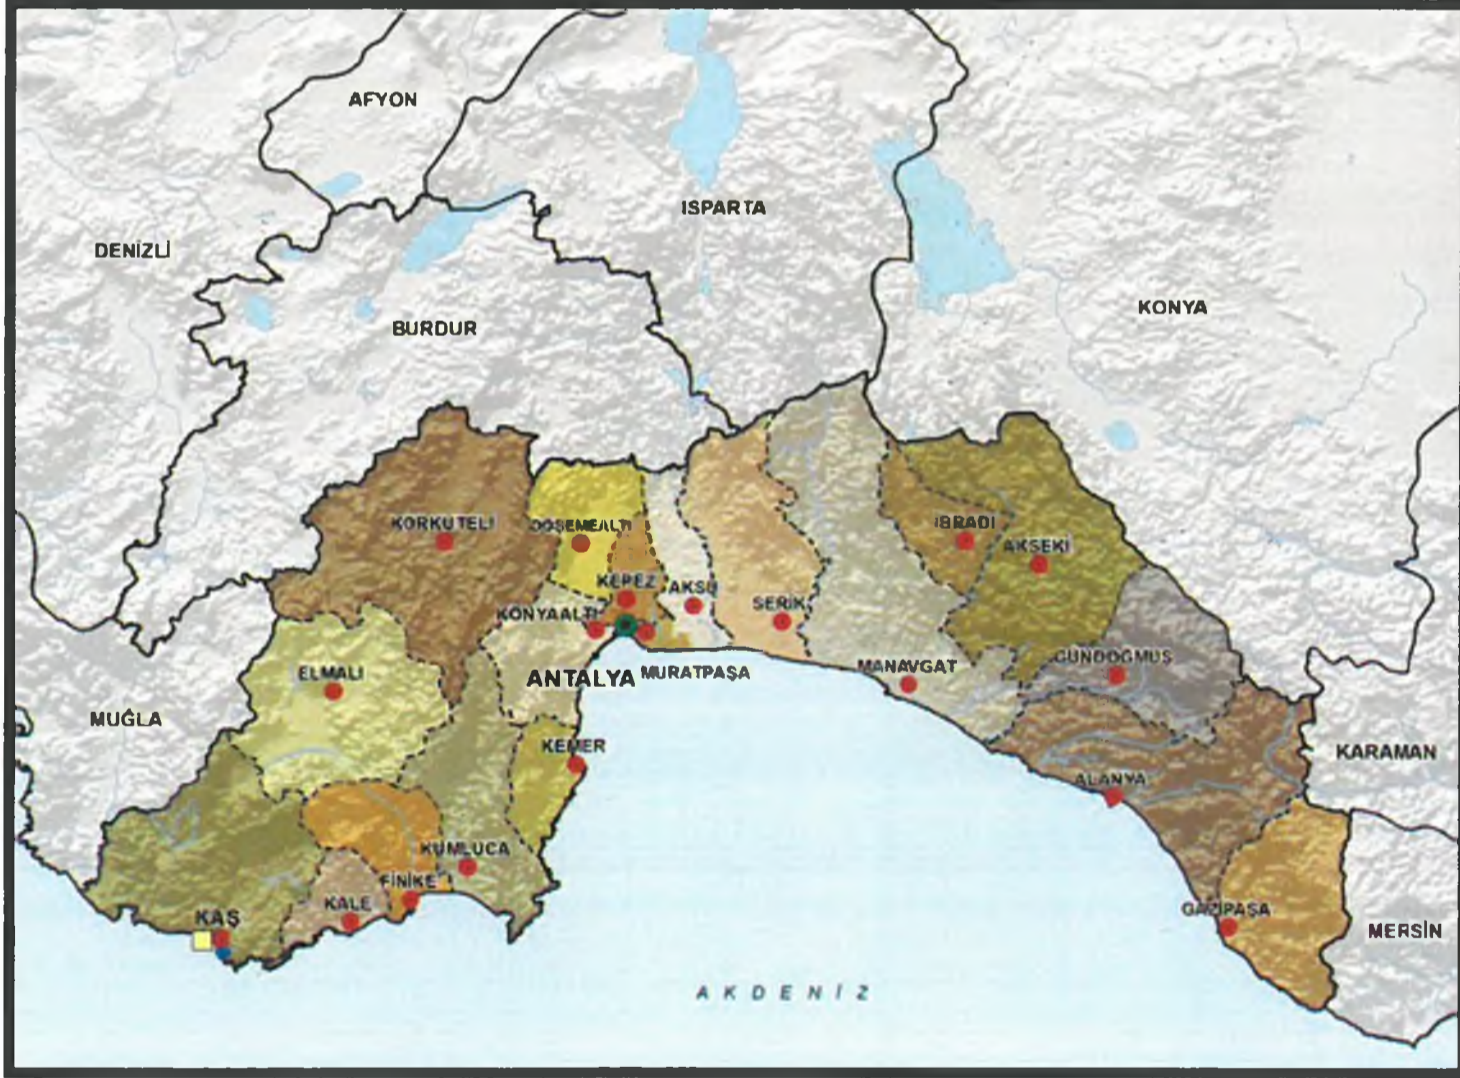 AFYON
ISPARTA
DENİZLİ
KONYA
BURDUR
KORKUTELİ
DÖŞEMEALTI
İBRADI
AKSEKİ
KEPEZ
AKSU
SERİK
KONYAALTI
ELMALI
ANTALYA
MURATPAŞA
MANAVGAT
GÜNDOĞMUŞ
MUĞLA
KEMER
KARAMAN
ALANYA
KUMLUCA
FİNİKE
KALE
KAŞ
GAZİPAŞA
MERSİN
AKDENİZ